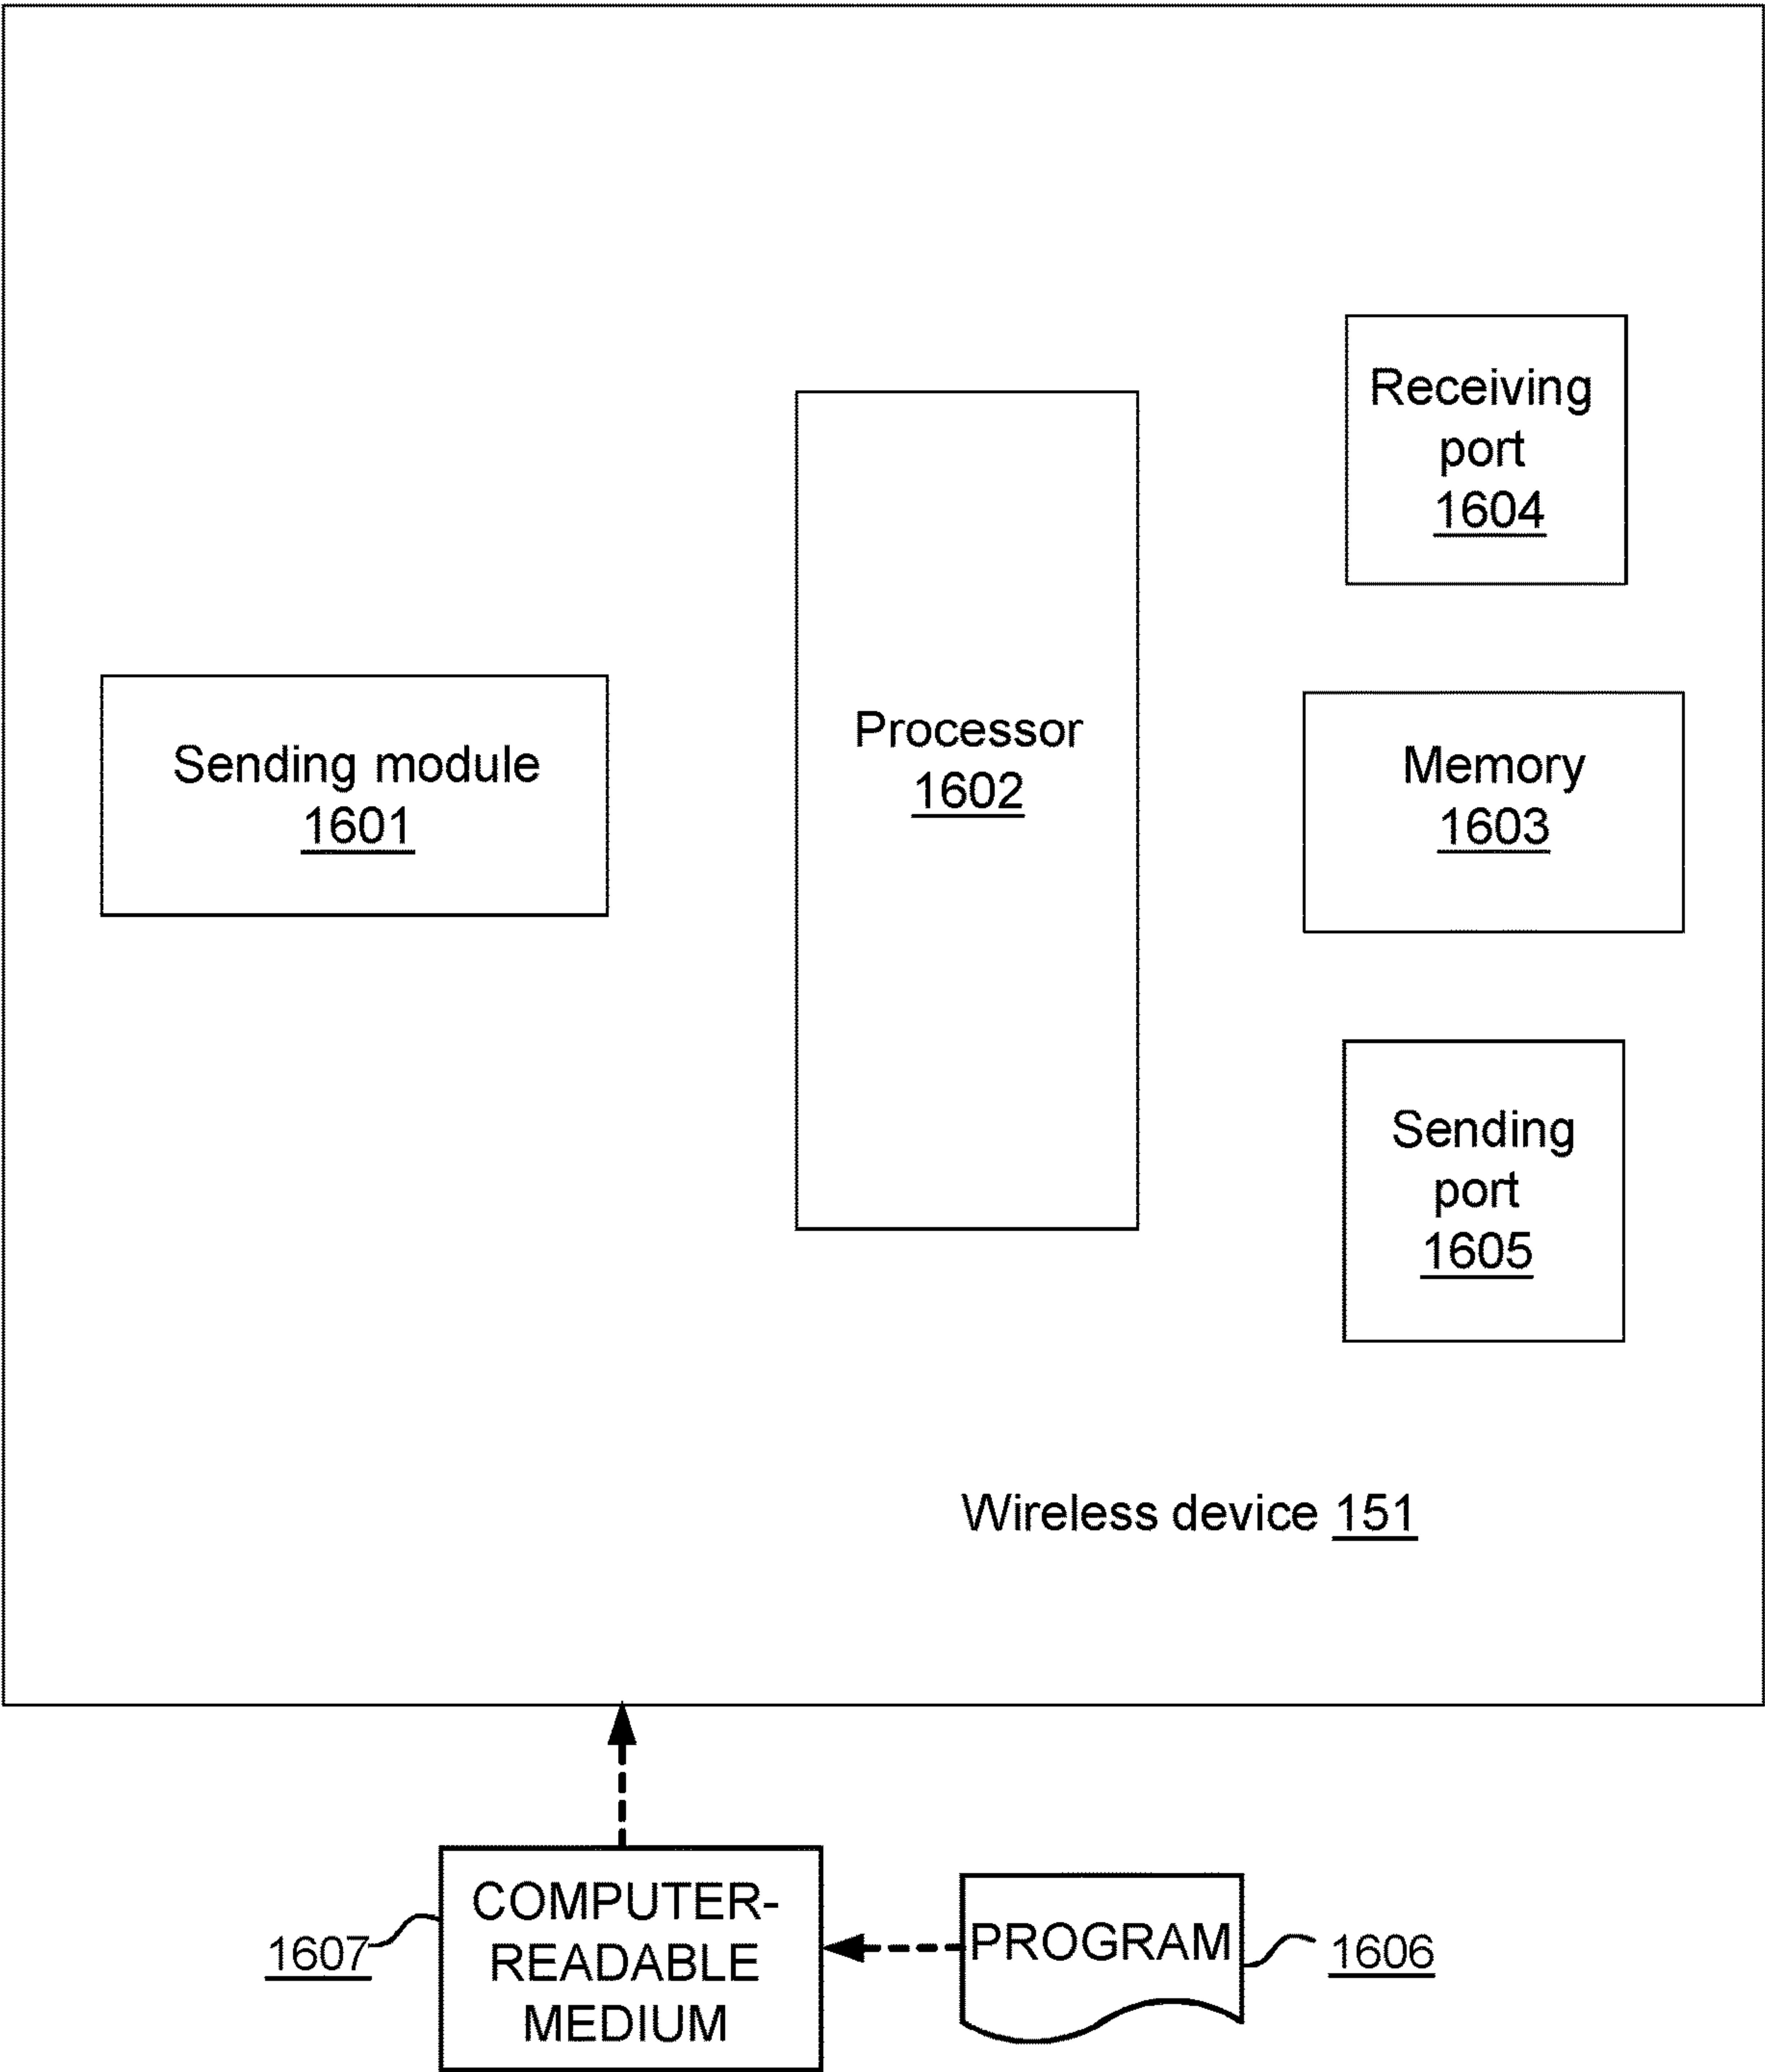 Receiving
port
1604
Sending module
1601
Processor
1602
Memory
1603
Sending
port
1605
Wireless device 151
COMPUTER-
READABLE
MEDIUM
1607
PROGRAM
1606